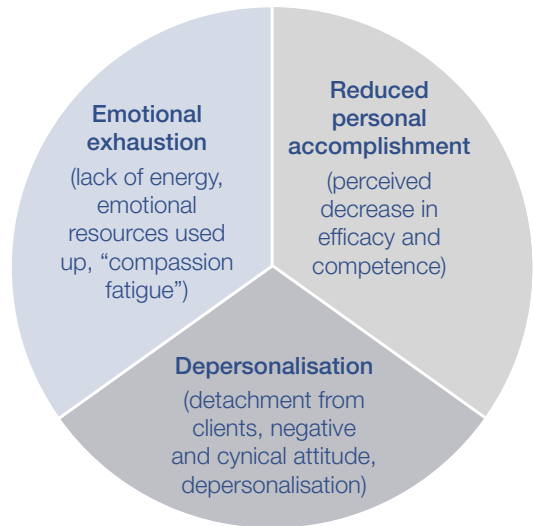 Emotional
exhaustion
(lack of energy,
emotional
resources used
up, “compassion
fatigue”)
Reduced
personal
accomplishment
(perceived
decrease in
efficacy and
competence)
Depersonalisation
(detachment from
clients, negative
and cynical attitude,
depersonalisation)